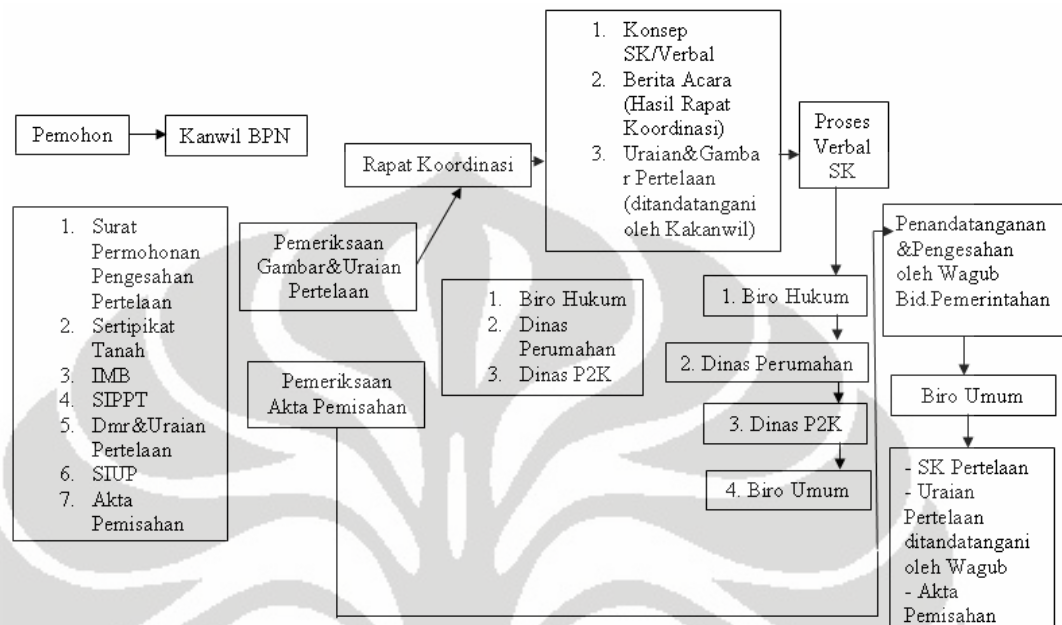 Pemohon
Kanwil BPN
1. Surat
Permohonan
Pengesahan
Pertelaan
2. Sertipikat
Tanah
3. IMB
4. SIPPT
5. Dmr&Uraian
Pertelaan
6. SIUP
7. Akta
Pemisahan
Pemeriksaan
Gambar&Uraian
Pertelaan
Pemeriksaan
Akta Pemisahan
Rapat Koordinasi
1. Biro Hukum
2. Dinas
Perumahan
3. Dinas P2K
1. Konsep
SK/Verbal
2. Berita Acara
(Hasil Rapat
Koordinasi)
3. Uraian&Gamba
r Pertelaan
(ditandatangani
oleh Kakanwil)
Proses
Verbal
SK
1. Biro Hukum
2. Dinas Perumahan
3. Dinas P2K
4. Biro Umum
Penandatanganan
&Pengesahan
oleh Wagub
Bid.Pemerintahan
Biro Umum
- SK Pertelaan
- Uraian
Pertelaan
ditandatangani
oleh Wagub
- Akta
Pemisahan